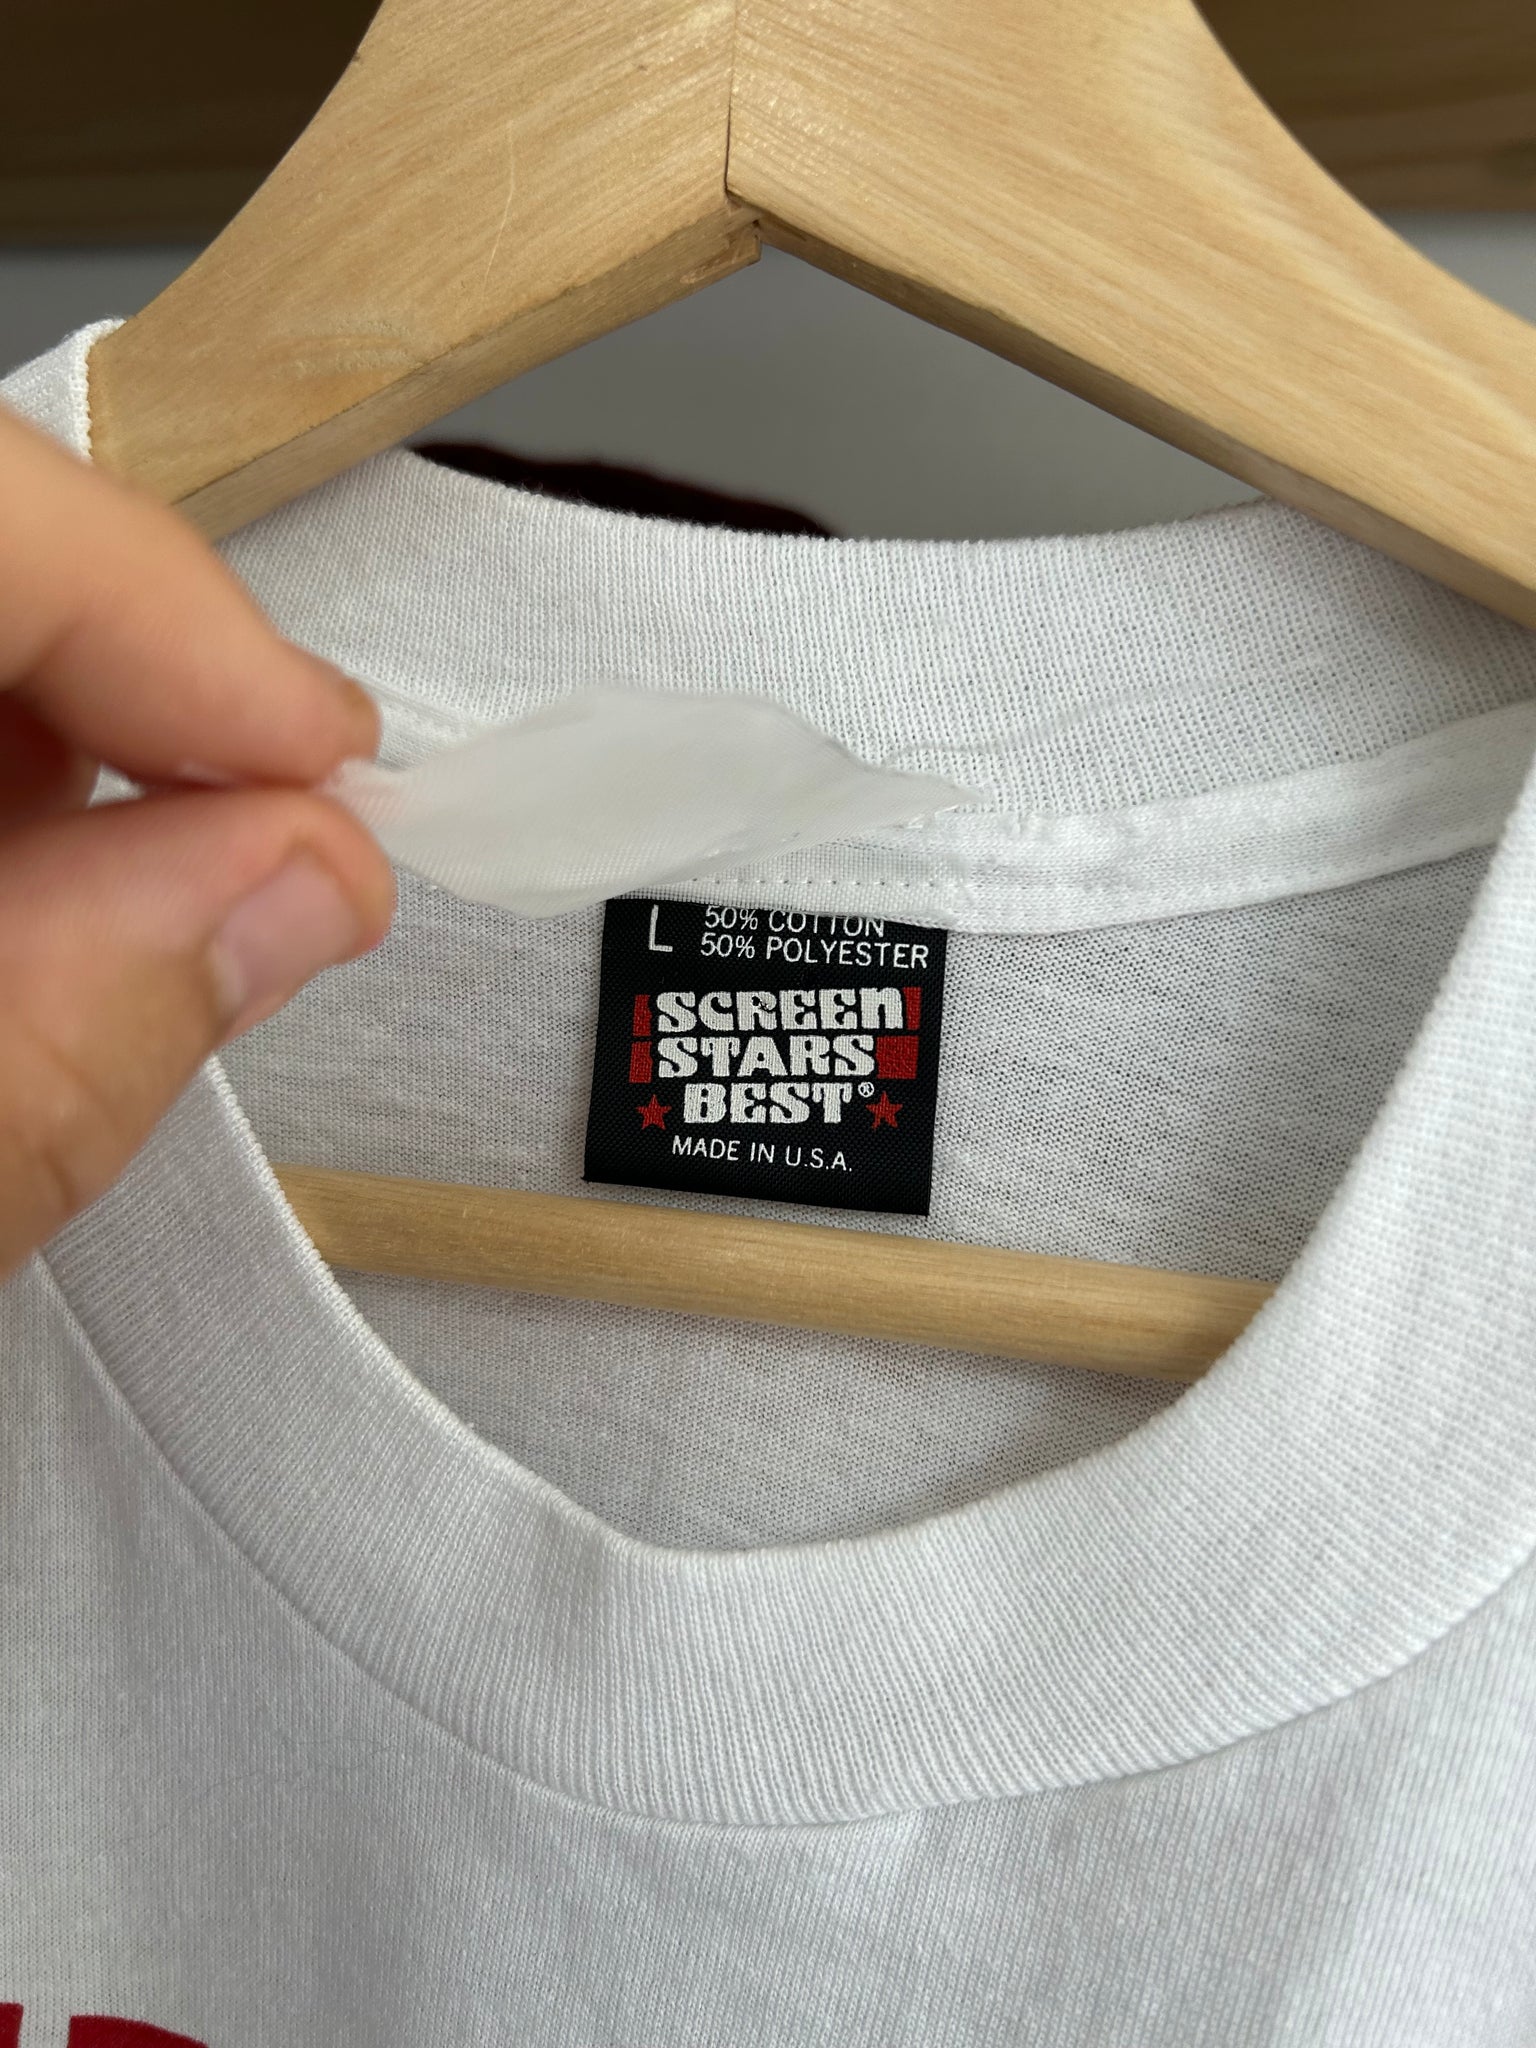 L 50% COTTON
50% POLYESTER
SCREEN
STARS
BEST®
MADE IN U.S.A.